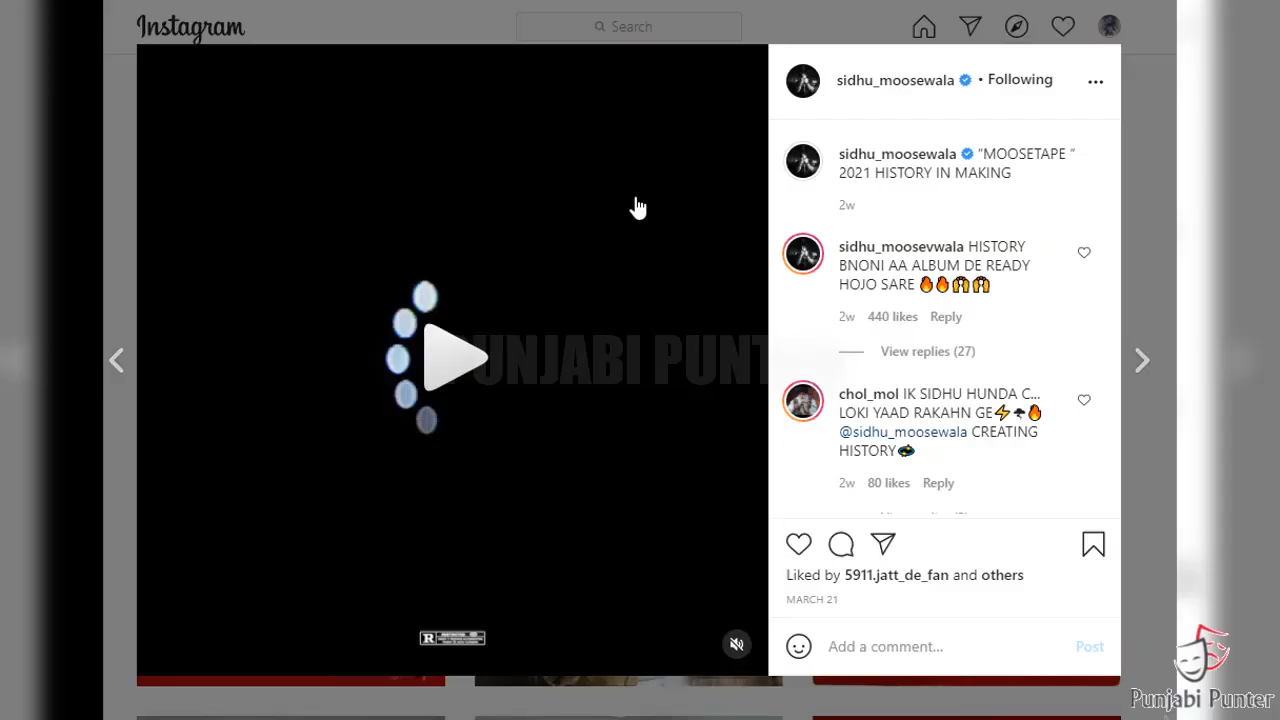 Instagram
Search
sidhu_moosewala • Following
sidhu_moosewala "MOOSETAPE "
2021 HISTORY IN MAKING
2w
sidhu_moosevwala HISTORY
BNONI AA ALBUM DE READY
HOJO SARE 🔥🔥🙌🙌
2w 440 likes Reply
View replies (27)
chol_mol IK SIDHU HUNDA C...
LOKI YAAD RAKAHN GE⚡🌪🔥
@sidhu_moosewala CREATING
HISTORY
2w 80 likes Reply
PUNJABI PUNT
R RESTRICTED
Liked by 5911.jatt_de_fan and others
MARCH 21
Add a comment... Post
Punjabi Punter